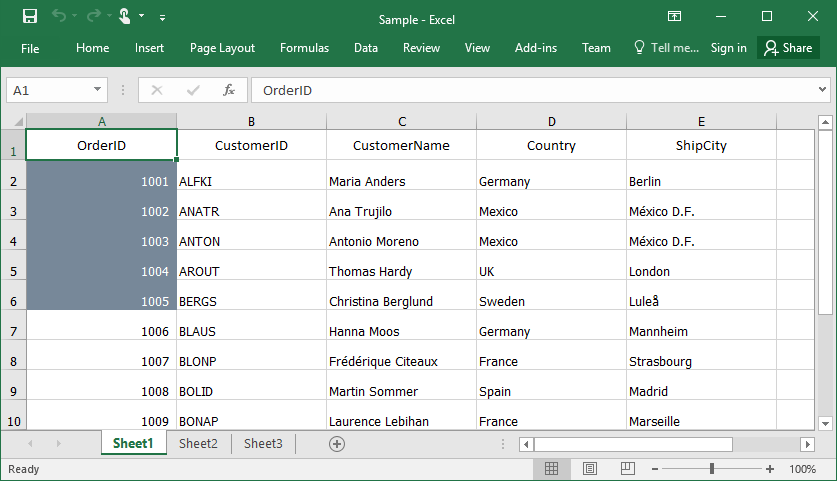 Sample - Excel
File Home Insert Page Layout Formulas Data Review View Add-ins Team Tell me... Sign in Share
A1 fx OrderID
A B C D E
1 OrderID CustomerID CustomerName Country ShipCity
2 1001 ALFKI Maria Anders Germany Berlin
3 1002 ANATR Ana Trujilo Mexico México D.F.
4 1003 ANTON Antonio Moreno Mexico México D.F.
5 1004 AROUT Thomas Hardy UK London
6 1005 BERGS Christina Berglund Sweden Luleå
7 1006 BLAUS Hanna Moos Germany Mannheim
8 1007 BLONP Frédérique Citeaux France Strasbourg
9 1008 BOLID Martin Sommer Spain Madrid
10 1009 BONAP Laurence Lebihan France Marseille
Sheet1 Sheet2 Sheet3
Ready 100%